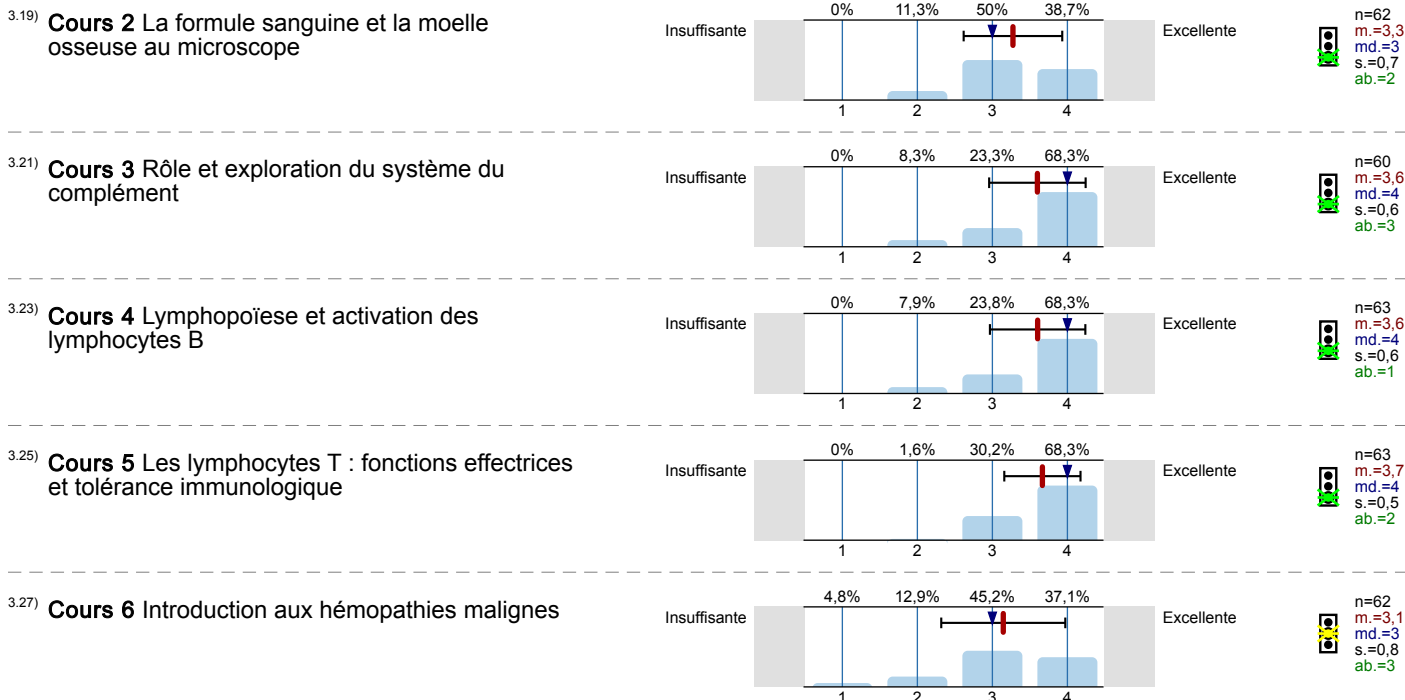 3.19) Cours 2 La formule sanguine et la moelle
osseuse au microscope
Insuffisante
0% 11,3% 50% 38,7%
1 2 3 4
Excellente
n=62
m.=3,3
md.=3
s.=0,7
ab.=2
3.21) Cours 3 Rôle et exploration du système du
complément
Insuffisante
0% 8,3% 23,3% 68,3%
1 2 3 4
Excellente
n=60
m.=3,6
md.=4
s.=0,6
ab.=3
3.23) Cours 4 Lymphopoïese et activation des
lymphocytes B
Insuffisante
0% 7,9% 23,8% 68,3%
1 2 3 4
Excellente
n=63
m.=3,6
md.=4
s.=0,6
ab.=1
3.25) Cours 5 Les lymphocytes T : fonctions effectrices
et tolérance immunologique
Insuffisante
0% 1,6% 30,2% 68,3%
1 2 3 4
Excellente
n=63
m.=3,7
md.=4
s.=0,5
ab.=2
3.27) Cours 6 Introduction aux hémopathies malignes
Insuffisante
4,8% 12,9% 45,2% 37,1%
1 2 3 4
Excellente
n=62
m.=3,1
md.=3
s.=0,8
ab.=3